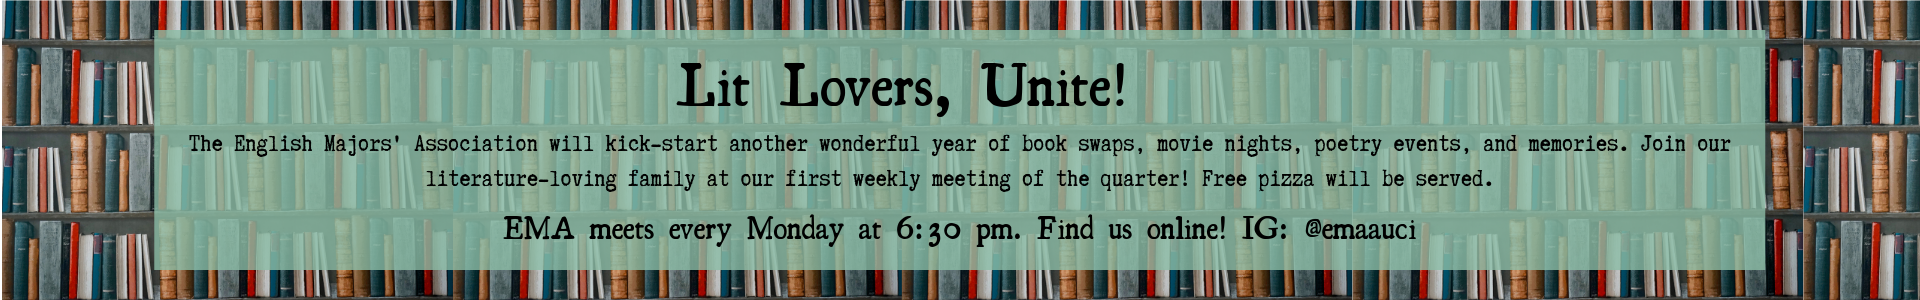 Lit Lovers, Unite!
The English Majors' Association will kick-start another wonderful year of book swaps, movie nights, poetry events, and memories. Join our
literature-loving family at our first weekly meeting of the quarter! Free pizza will be served.
EMA meets every Monday at 6:30 pm. Find us online! IG: @emaauci